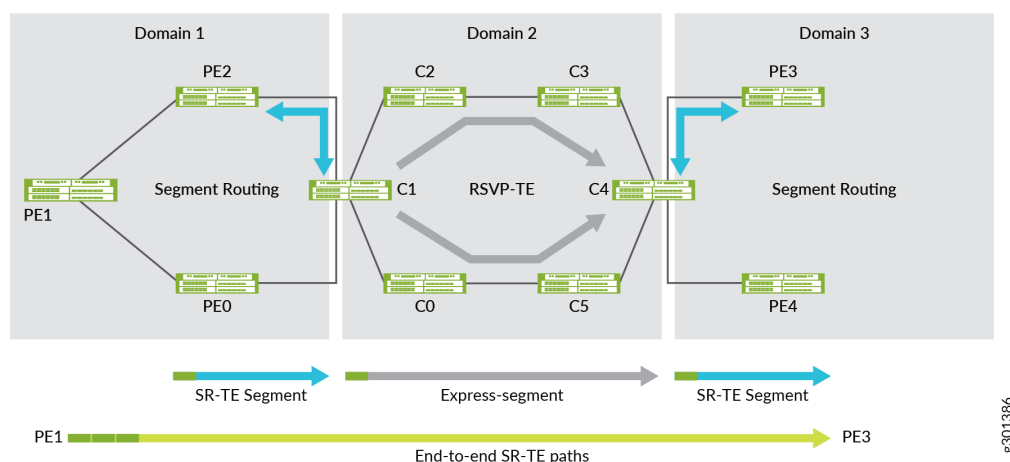 Domain 1
Domain 2
Domain 3
PE2
C2
C3
PE3
Segment Routing
C1
RSVP-TE
C4
Segment Routing
PE1
PE0
C0
C5
PE4
SR-TE Segment
Express-segment
SR-TE Segment
PE1
PE3
End-to-end SR-TE paths
g301386